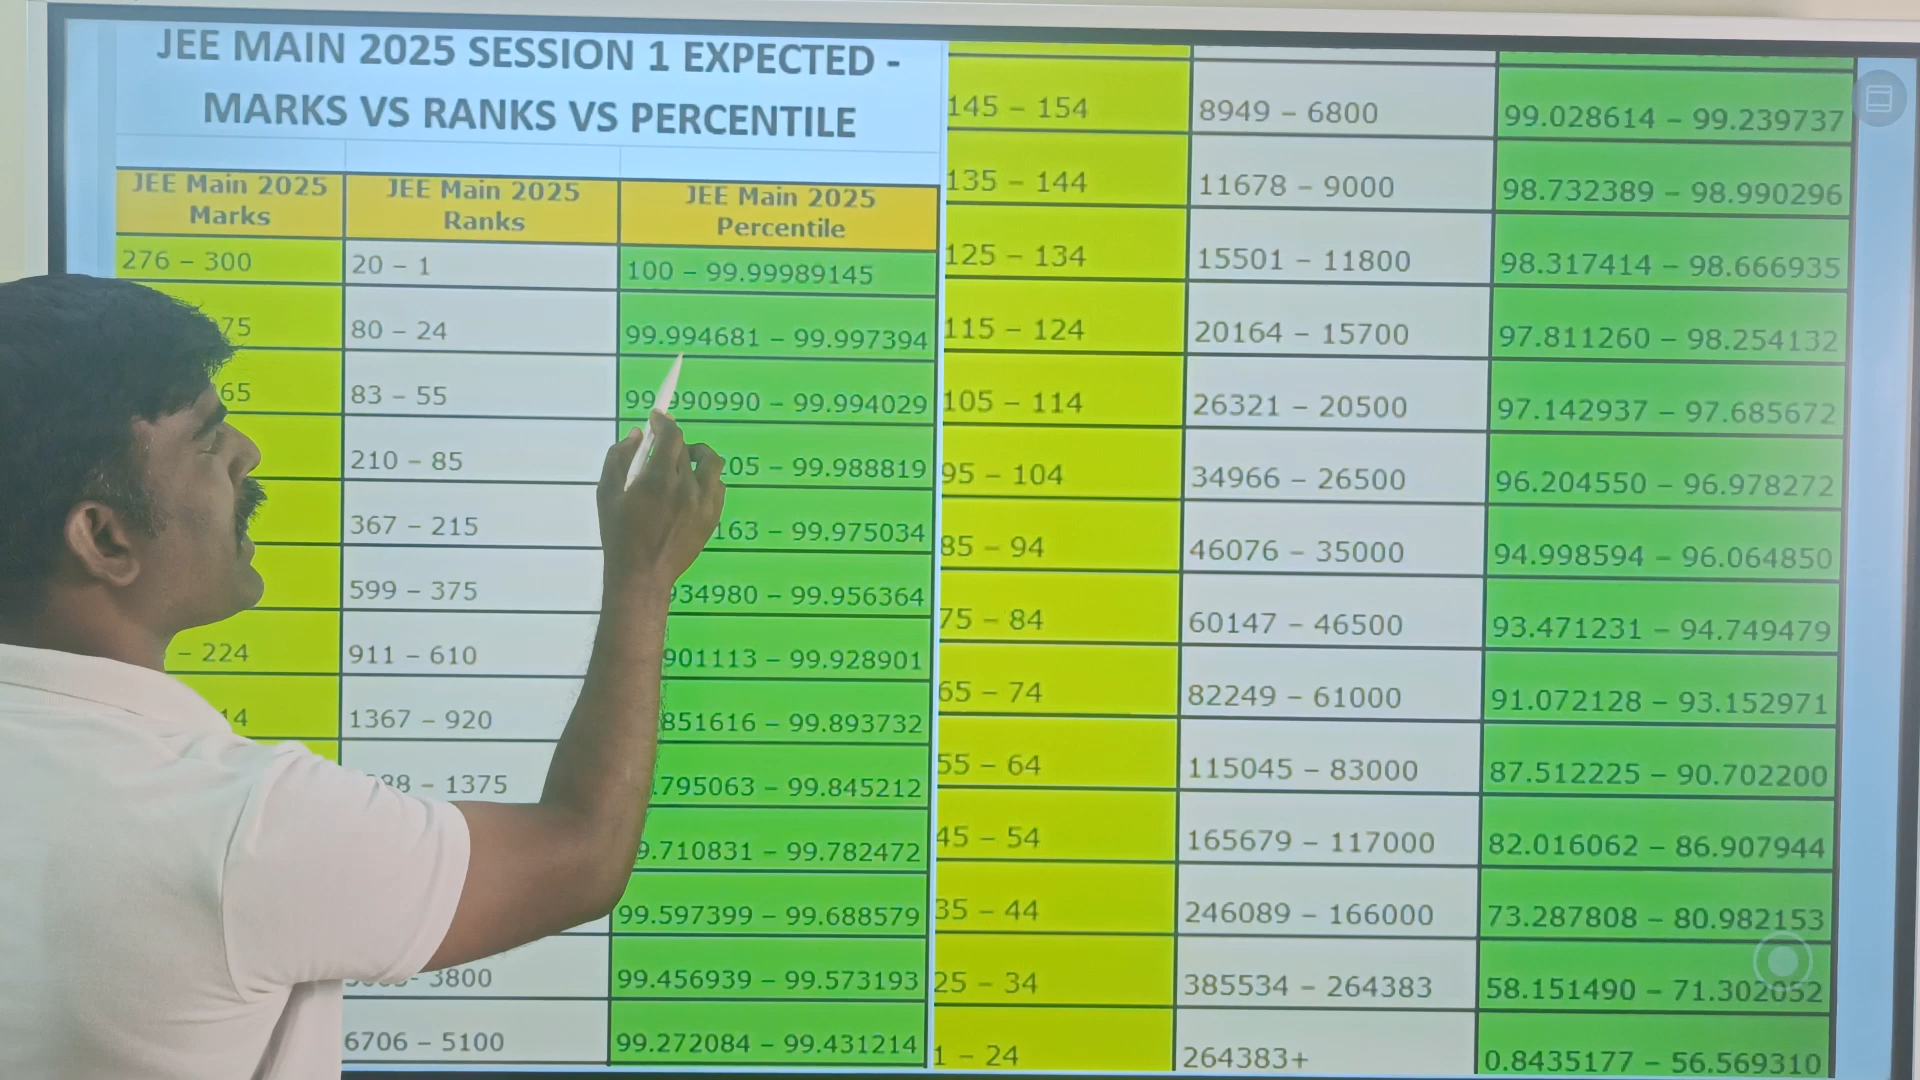 JEE MAIN 2025 SESSION 1 EXPECTED -
MARKS VS RANKS VS PERCENTILE
JEE Main 2025 Marks
JEE Main 2025 Ranks
JEE Main 2025 Percentile
276 – 300 20 – 1 100 – 99.99989145
80 – 24 99.994681 – 99.997394
83 – 55 99.990990 – 99.994029
210 – 85 – 99.988819
367 – 215 – 99.975034
599 – 375 – 99.956364
– 224 911 – 610 – 99.928901
1367 – 920 – 99.893732
– 1375 – 99.845212
– 99.782472
99.597399 – 99.688579
– 3800 99.456939 – 99.573193
6706 – 5100 99.272084 – 99.431214
145 – 154 8949 – 6800 99.028614 – 99.239737
135 – 144 11678 – 9000 98.732389 – 98.990296
125 – 134 15501 – 11800 98.317414 – 98.666935
115 – 124 20164 – 15700 97.811260 – 98.254132
105 – 114 26321 – 20500 97.142937 – 97.685672
95 – 104 34966 – 26500 96.204550 – 96.978272
85 – 94 46076 – 35000 94.998594 – 96.064850
75 – 84 60147 – 46500 93.471231 – 94.749479
65 – 74 82249 – 61000 91.072128 – 93.152971
55 – 64 115045 – 83000 87.512225 – 90.702200
45 – 54 165679 – 117000 82.016062 – 86.907944
35 – 44 246089 – 166000 73.287808 – 80.982153
25 – 34 385534 – 264383 58.151490 – 71.302052
1 – 24 264383+ 0.8435177 – 56.569310